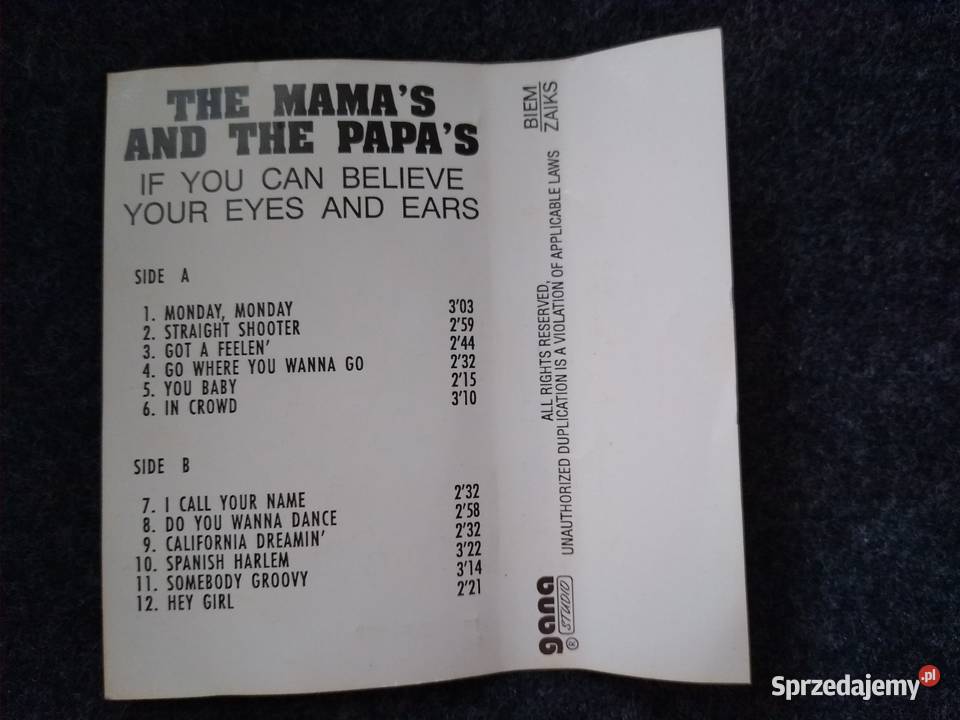 THE MAMA'S
AND THE PAPA'S
IF YOU CAN BELIEVE
YOUR EYES AND EARS
SIDE A
1. MONDAY, MONDAY 3'03
2. STRAIGHT SHOOTER 2'59
3. GOT A FEELEN' 2'44
4. GO WHERE YOU WANNA GO 2'32
5. YOU BABY 2'15
6. IN CROWD 3'10
SIDE B
7. I CALL YOUR NAME 2'32
8. DO YOU WANNA DANCE 2'58
9. CALIFORNIA DREAMIN' 2'32
10. SPANISH HARLEM 3'22
11. SOMEBODY GROOVY 3'14
12. HEY GIRL 2'21
BIEM
ZAIKS
ALL RIGHTS RESERVED,
UNAUTHORIZED DUPLICATION IS A VIOLATION OF APPLICABLE LAWS
gana
® STUDIO
Sprzedajemy.pl